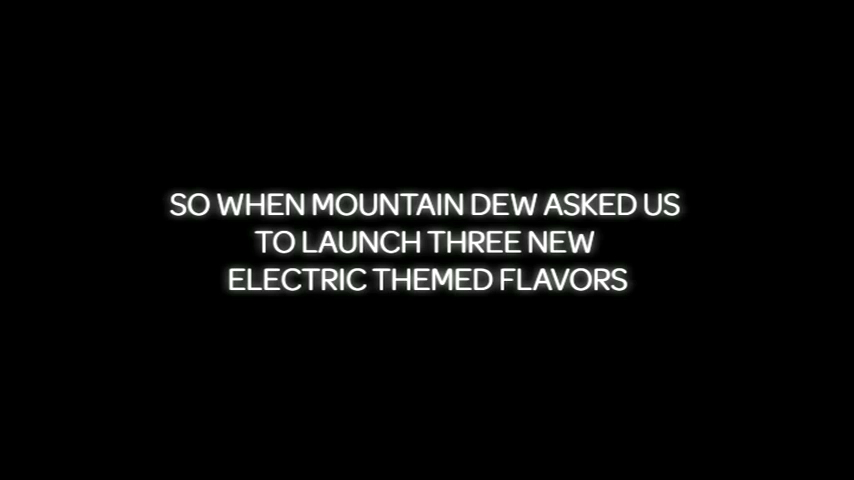 SO WHEN MOUNTAIN DEW ASKED US
TO LAUNCH THREE NEW
ELECTRIC THEMED FLAVORS